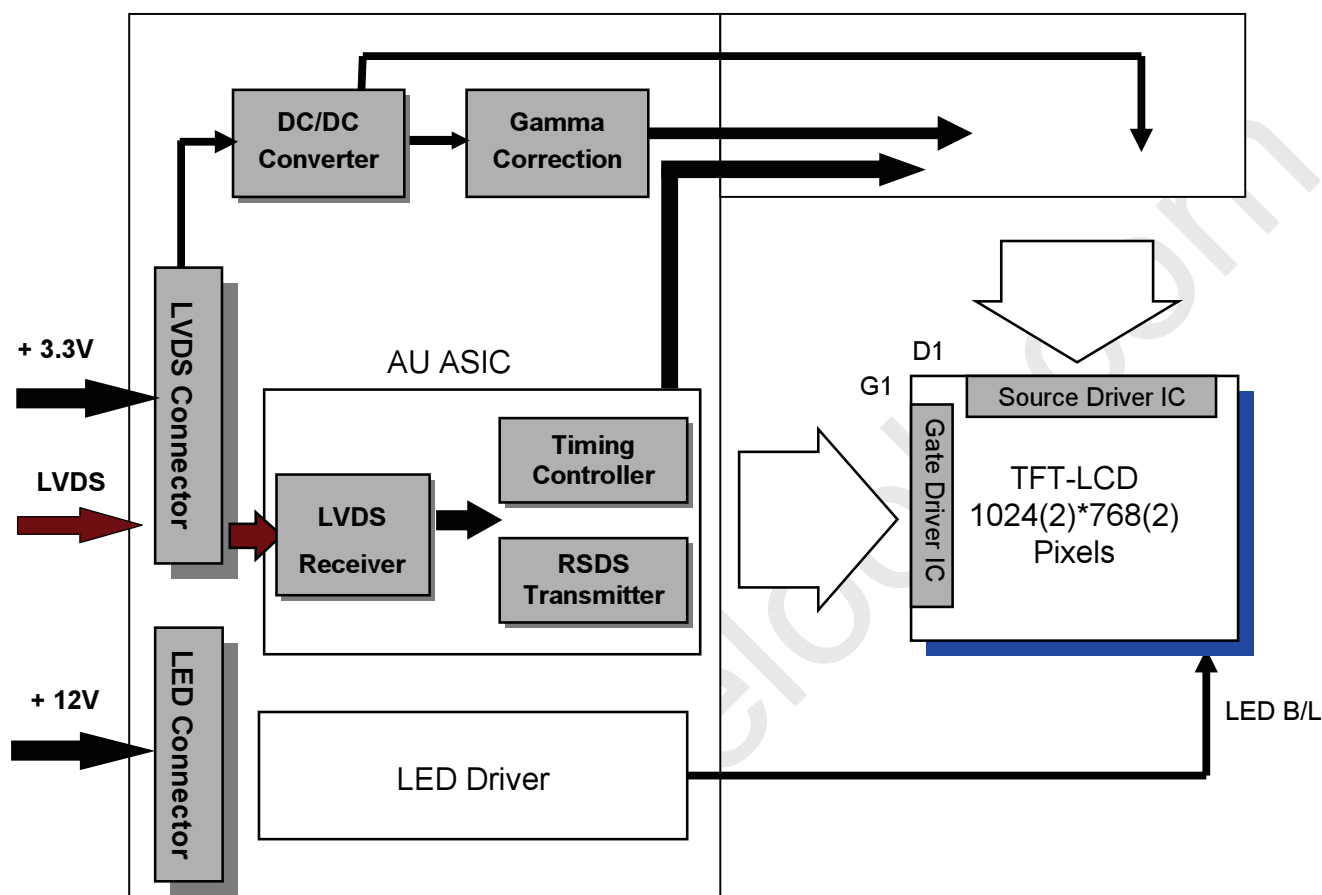 DC/DC
Converter
Gamma
Correction
LVDS Connector
+ 3.3V
LVDS
AU ASIC
Timing
Controller
LVDS
Receiver
RSDS
Transmitter
D1
G1
Source Driver IC
Gate Driver IC
TFT-LCD
1024(2)*768(2)
Pixels
LED Connector
+ 12V
LED Driver
LED B/L